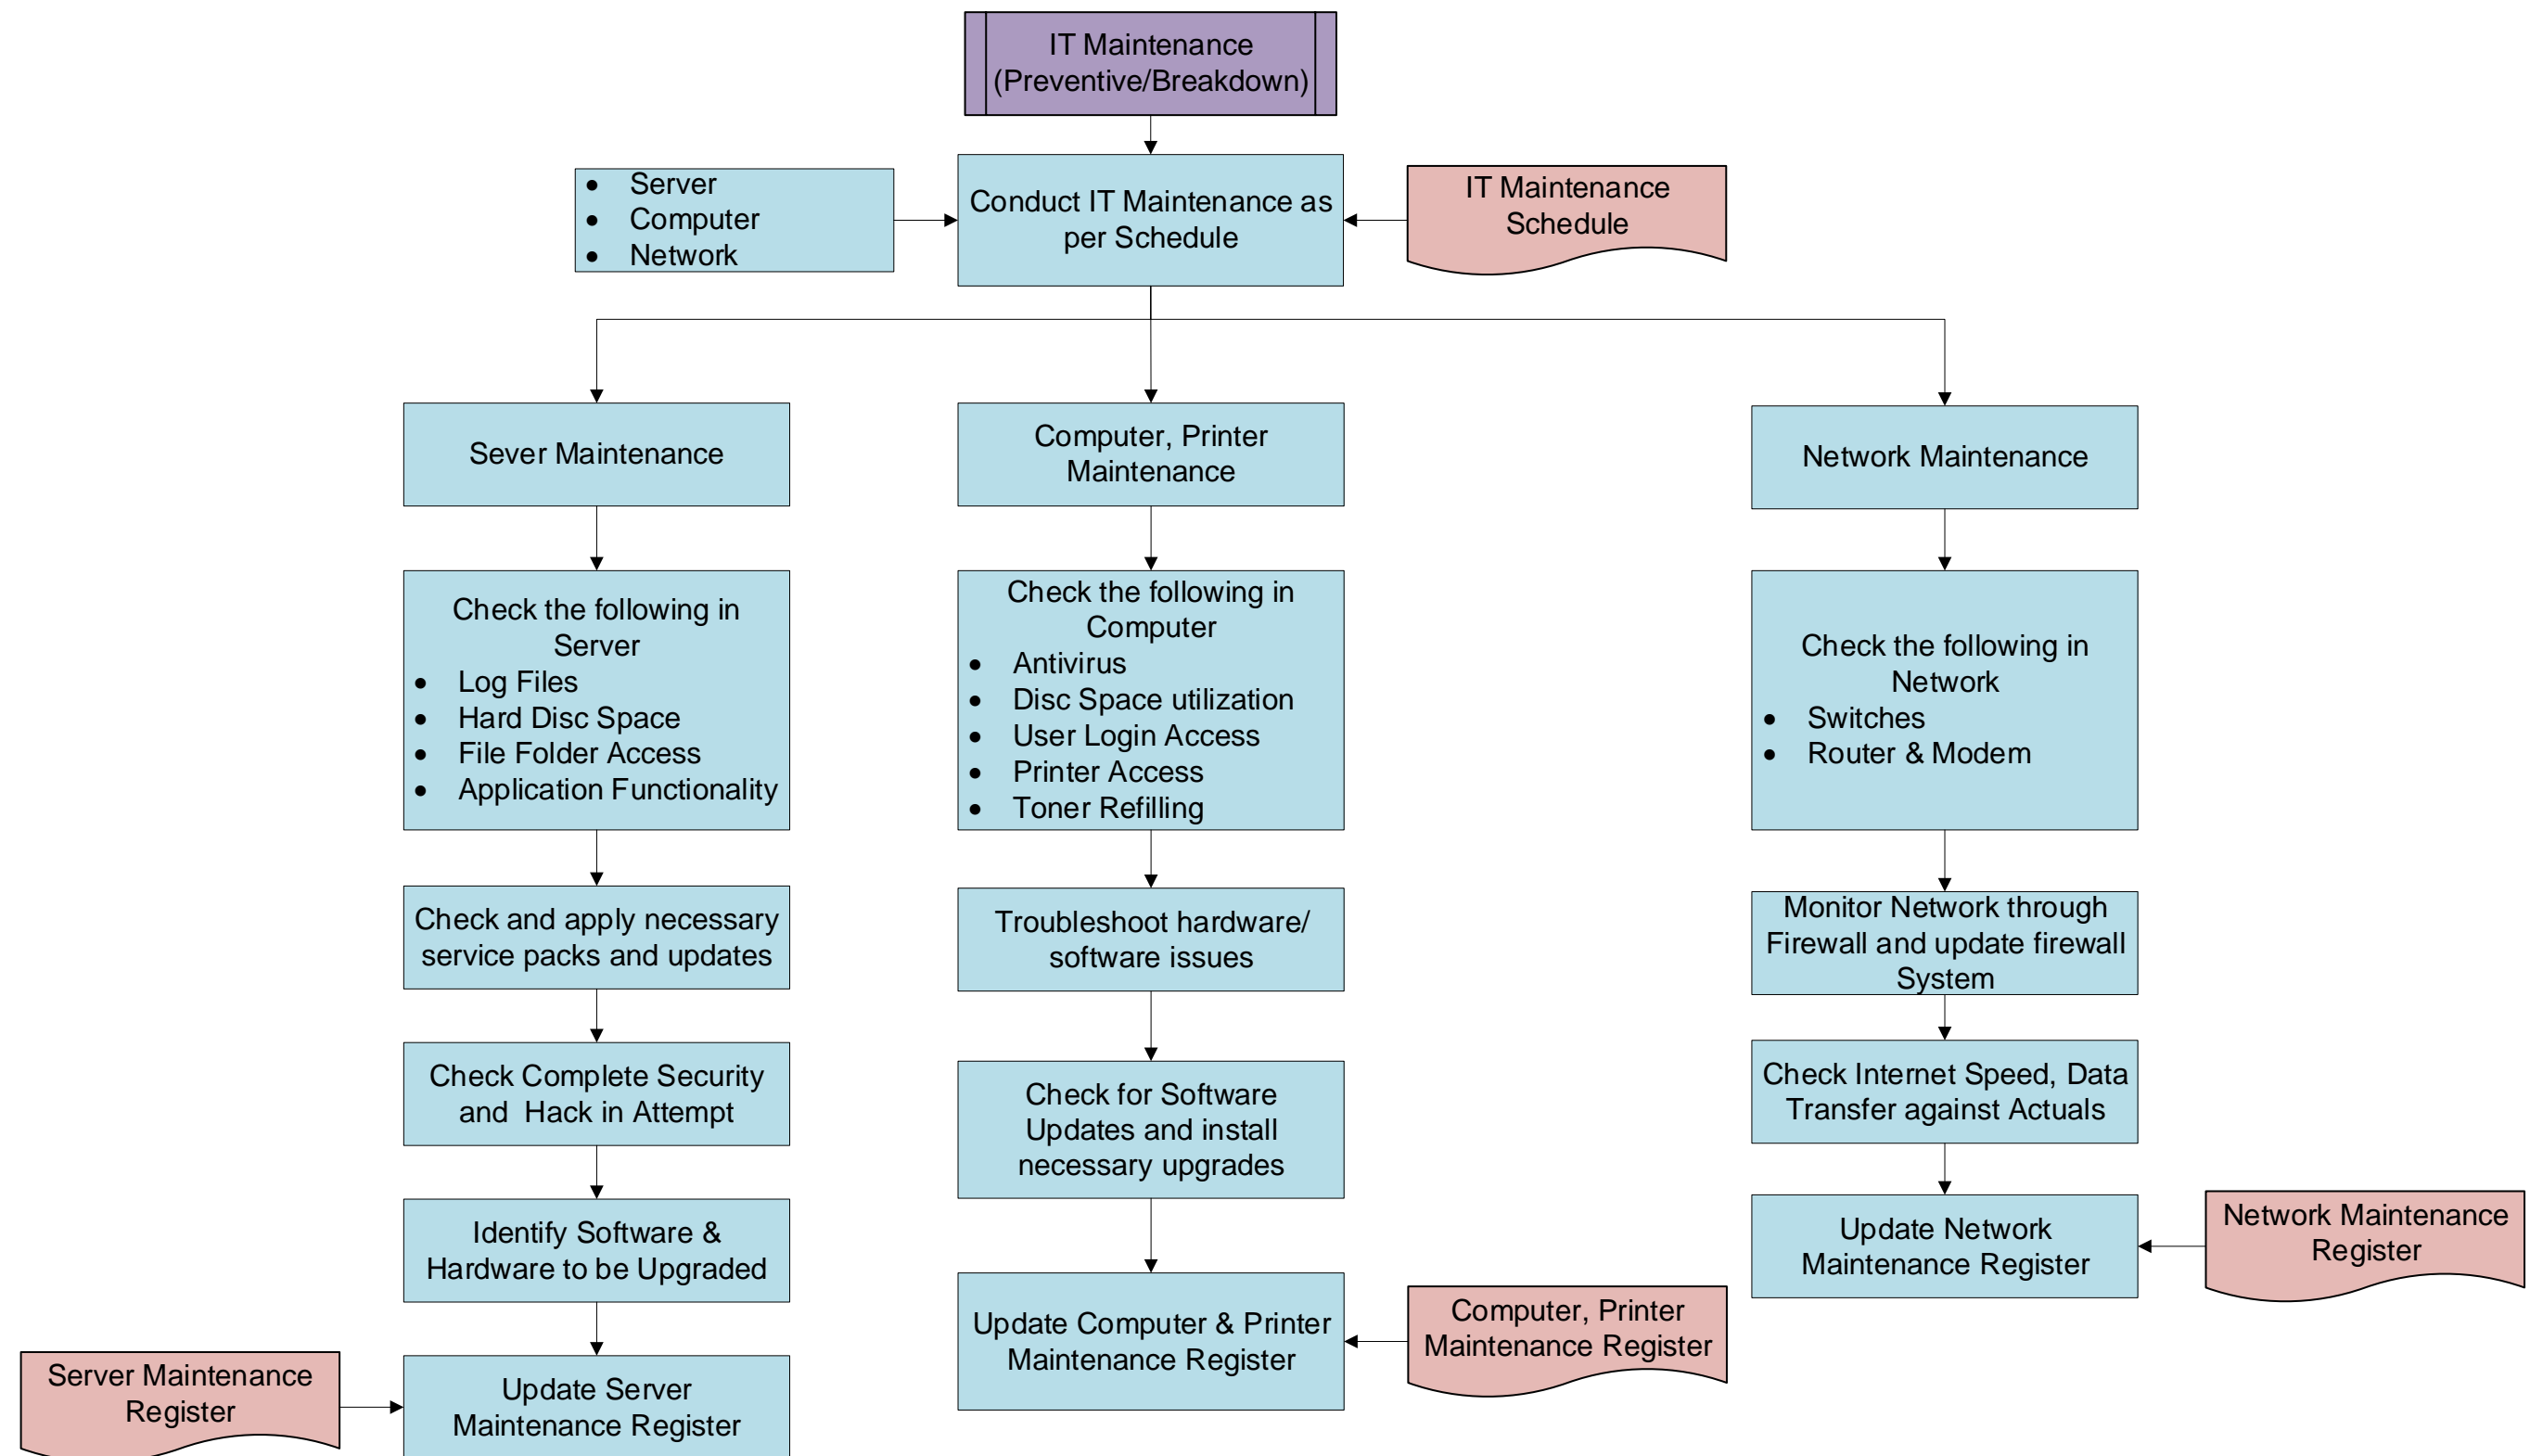 IT Maintenance
(Preventive/Breakdown)
• Server
• Computer
• Network
Conduct IT Maintenance as
per Schedule
IT Maintenance
Schedule
Sever Maintenance
Computer, Printer
Maintenance
Network Maintenance
Check the following in
Server
• Log Files
• Hard Disc Space
• File Folder Access
• Application Functionality
Check the following in
Computer
• Antivirus
• Disc Space utilization
• User Login Access
• Printer Access
• Toner Refilling
Check the following in
Network
• Switches
• Router & Modem
Check and apply necessary
service packs and updates
Troubleshoot hardware/
software issues
Monitor Network through
Firewall and update firewall
System
Check Complete Security
and  Hack in Attempt
Check for Software
Updates and install
necessary upgrades
Check Internet Speed, Data
Transfer against Actuals
Identify Software &
Hardware to be Upgraded
Update Network
Maintenance Register
Network Maintenance
Register
Update Computer & Printer
Maintenance Register
Computer, Printer
Maintenance Register
Server Maintenance
Register
Update Server
Maintenance Register